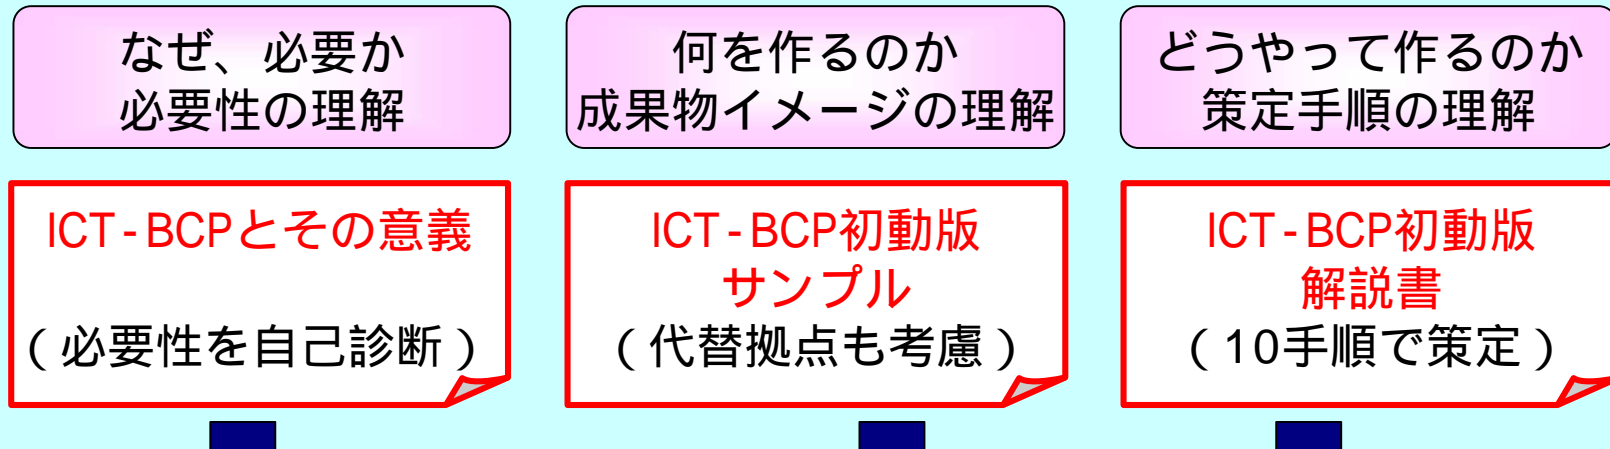 なぜ、必要か
必要性の理解
何を作るのか
成果物イメージの理解
どうやって作るのか
策定手順の理解
ICT-BCPとその意義
(必要性を自己診断)
ICT-BCP初動版
サンプル
(代替拠点も考慮)
ICT-BCP初動版
解説書
(10手順で策定)